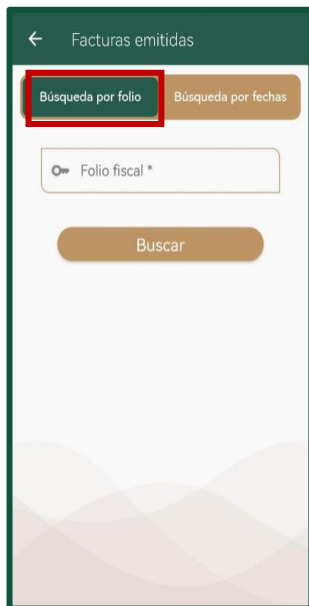 Facturas emitidas
Búsqueda por folio
Búsqueda por fechas
Folio fiscal *
Buscar